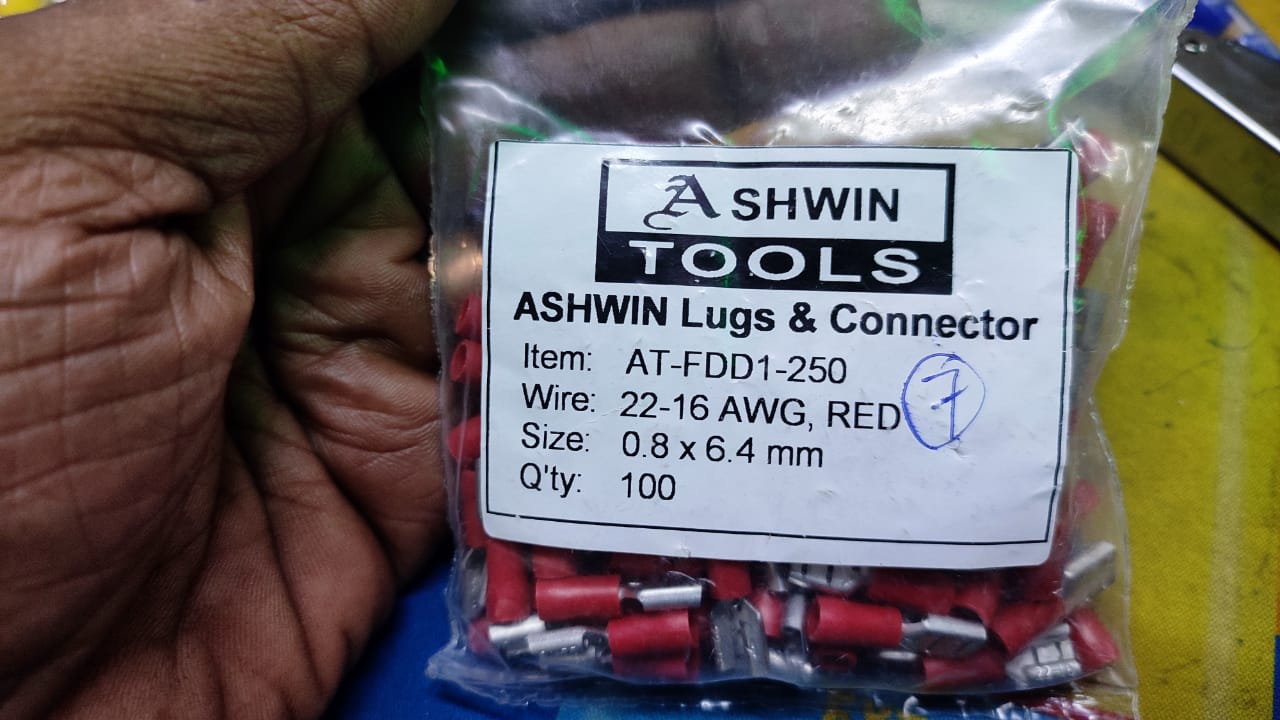 ASHWIN
TOOLS
ASHWIN Lugs & Connector
Item: AT-FDD1-250
Wire: 22-16 AWG, RED
7
Size: 0.8 x 6.4 mm
Q'ty: 100